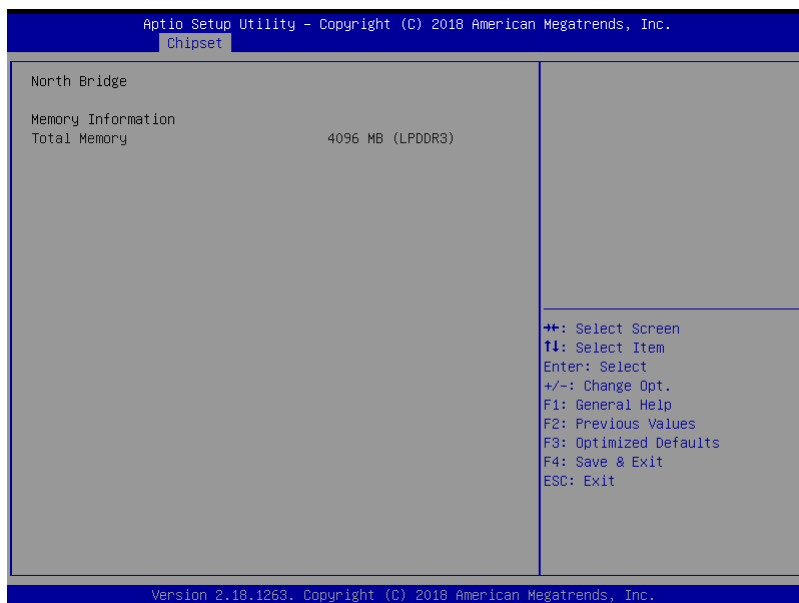 Aptio Setup Utility – Copyright (C) 2018 American Megatrends, Inc.
Chipset
North Bridge
Memory Information
Total Memory 4096 MB (LPDDR3)
→←: Select Screen
↑↓: Select Item
Enter: Select
+/-: Change Opt.
F1: General Help
F2: Previous Values
F3: Optimized Defaults
F4: Save & Exit
ESC: Exit
Version 2.18.1263. Copyright (C) 2018 American Megatrends, Inc.